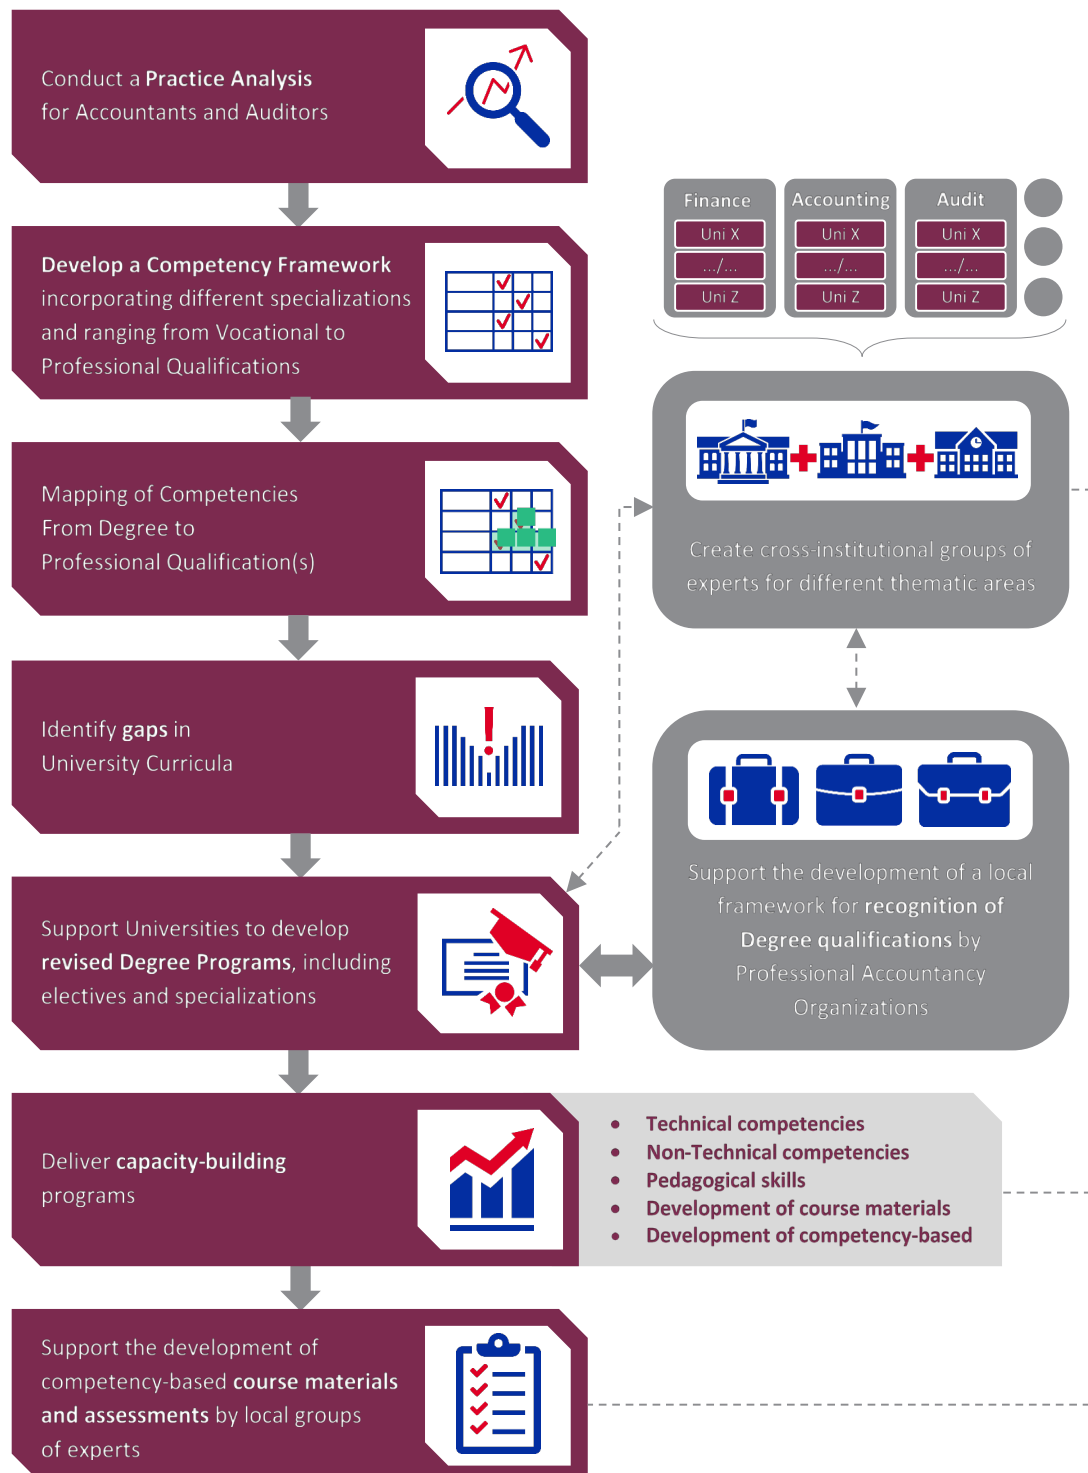 Conduct a Practice Analysis
for Accountants and Auditors
Develop a Competency Framework
incorporating different specializations
and ranging from Vocational to
Professional Qualifications
Mapping of Competencies
From Degree to
Professional Qualification(s)
Identify gaps in
University Curricula
Support Universities to develop
revised Degree Programs, including
electives and specializations
Deliver capacity-building
programs
• Technical competencies
• Non-Technical competencies
• Pedagogical skills
• Development of course materials
• Development of competency-based
Support the development of
competency-based course materials
and assessments by local groups
of experts
Finance
Uni X
.../...
Uni Z
Accounting
Uni X
.../...
Uni Z
Audit
Uni X
.../...
Uni Z
Create cross-institutional groups of
experts for different thematic areas
Support the development of a local
framework for recognition of
Degree qualifications by
Professional Accountancy
Organizations